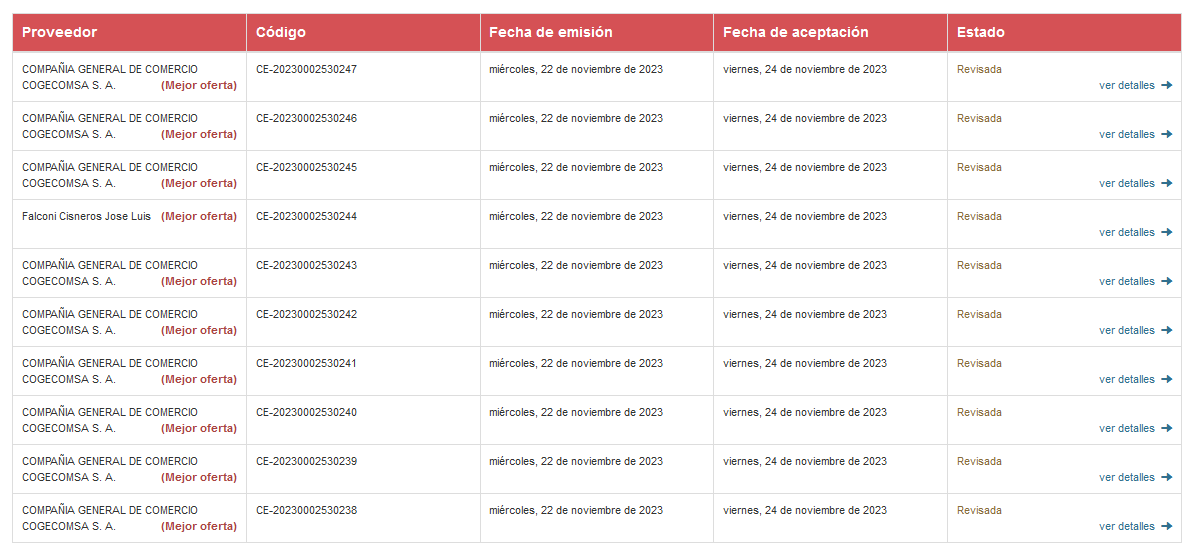 Proveedor Código Fecha de emisión Fecha de aceptación Estado
COMPAÑIA GENERAL DE COMERCIO CE-20230002530247 miércoles, 22 de noviembre de 2023 viernes, 24 de noviembre de 2023 Revisada
COGECOMSA S. A. (Mejor oferta) ver detalles →
COMPAÑIA GENERAL DE COMERCIO CE-20230002530246 miércoles, 22 de noviembre de 2023 viernes, 24 de noviembre de 2023 Revisada
COGECOMSA S. A. (Mejor oferta) ver detalles →
COMPAÑIA GENERAL DE COMERCIO CE-20230002530245 miércoles, 22 de noviembre de 2023 viernes, 24 de noviembre de 2023 Revisada
COGECOMSA S. A. (Mejor oferta) ver detalles →
Falconi Cisneros Jose Luis (Mejor oferta) CE-20230002530244 miércoles, 22 de noviembre de 2023 viernes, 24 de noviembre de 2023 Revisada
ver detalles →
COMPAÑIA GENERAL DE COMERCIO CE-20230002530243 miércoles, 22 de noviembre de 2023 viernes, 24 de noviembre de 2023 Revisada
COGECOMSA S. A. (Mejor oferta) ver detalles →
COMPAÑIA GENERAL DE COMERCIO CE-20230002530242 miércoles, 22 de noviembre de 2023 viernes, 24 de noviembre de 2023 Revisada
COGECOMSA S. A. (Mejor oferta) ver detalles →
COMPAÑIA GENERAL DE COMERCIO CE-20230002530241 miércoles, 22 de noviembre de 2023 viernes, 24 de noviembre de 2023 Revisada
COGECOMSA S. A. (Mejor oferta) ver detalles →
COMPAÑIA GENERAL DE COMERCIO CE-20230002530240 miércoles, 22 de noviembre de 2023 viernes, 24 de noviembre de 2023 Revisada
COGECOMSA S. A. (Mejor oferta) ver detalles →
COMPAÑIA GENERAL DE COMERCIO CE-20230002530239 miércoles, 22 de noviembre de 2023 viernes, 24 de noviembre de 2023 Revisada
COGECOMSA S. A. (Mejor oferta) ver detalles →
COMPAÑIA GENERAL DE COMERCIO CE-20230002530238 miércoles, 22 de noviembre de 2023 viernes, 24 de noviembre de 2023 Revisada
COGECOMSA S. A. (Mejor oferta) ver detalles →